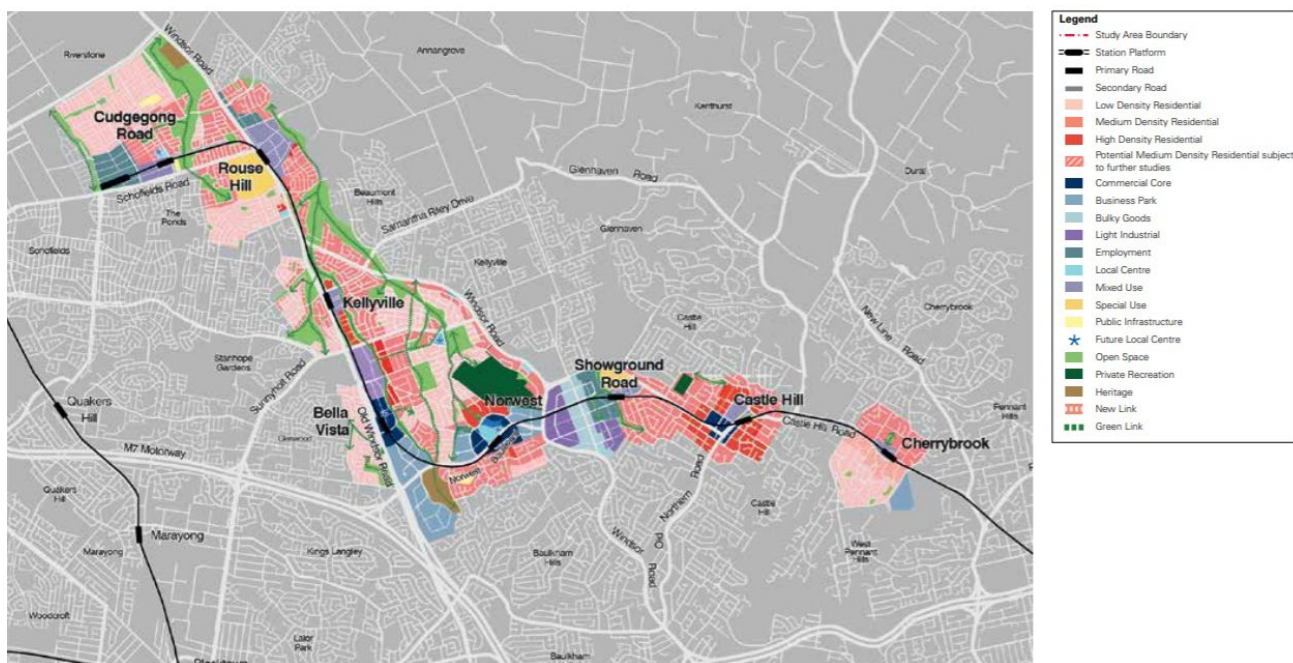 Riverstone
Windsor Road
Annangrove
Kenthurst
Cudgegong
Road
Rouse
Hill
Schofields Road
The
Ponds
Schofields
Beaumont
Hills
Samantha Riley Drive
Glenhaven
Road
Glenhaven
Dural
Kellyville
Kellyville
Windsor Road
Castle
Hill
New Line
Road
Cherrybrook
Stanhope
Gardens
Sunnyholt Road
Showground
Road
Norwest
Castle Hill
Castle Hills Road
Pennant
Hills
Cherrybrook
Quakers
Hill
Bella
Vista
Old Windsor Road
Glenwood
M7 Motorway
Norwest
Boulevard
Old
Northern
Road
Castle
Hill
Windsor
Road
West
Pennant
Hills
Quakers
Hill
Marayong
Marayong
Kings Langley
Baulkham
Hills
Woodcroft
Lalor
Park
Blacktown
Baulkham
Legend
Study Area Boundary
Station Platform
Primary Road
Secondary Road
Low Density Residential
Medium Density Residential
High Density Residential
Potential Medium Density Residential subject
to further studies
Commercial Core
Business Park
Bulky Goods
Light Industrial
Employment
Local Centre
Mixed Use
Special Use
Public Infrastructure
Future Local Centre
Open Space
Private Recreation
Heritage
New Link
Green Link